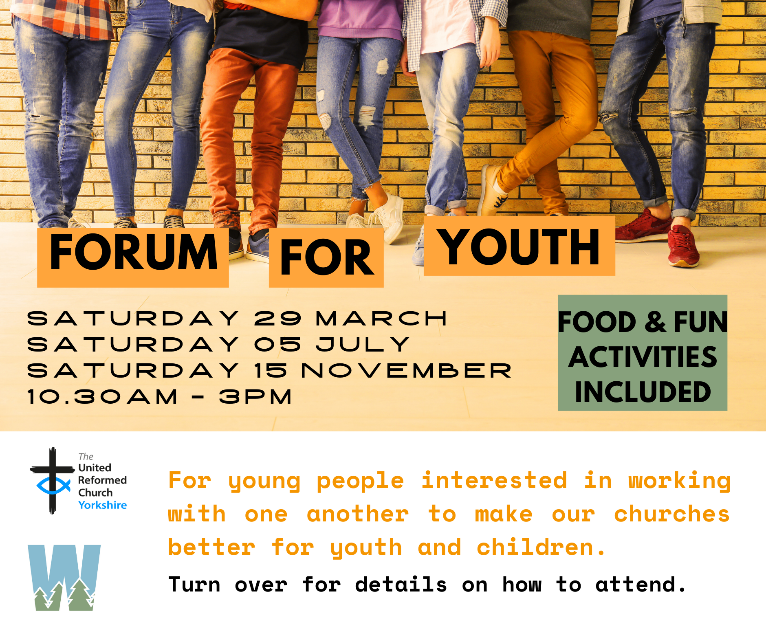 FORUM FOR YOUTH
SATURDAY 29 MARCH
SATURDAY 05 JULY
SATURDAY 15 NOVEMBER
10.30AM - 3PM
FOOD & FUN
ACTIVITIES
INCLUDED
The
United
Reformed
Church
Yorkshire
W
For young people interested in working
with one another to make our churches
better for youth and children.
Turn over for details on how to attend.